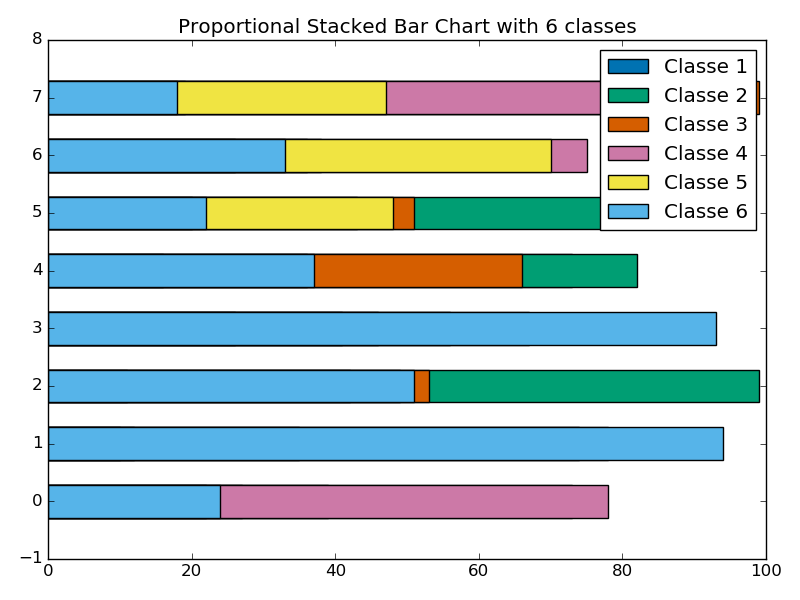 Proportional Stacked Bar Chart with 6 classes
8
7
6
5
4
3
2
1
0
−1
0 20 40 60 80 100
Classe 1
Classe 2
Classe 3
Classe 4
Classe 5
Classe 6